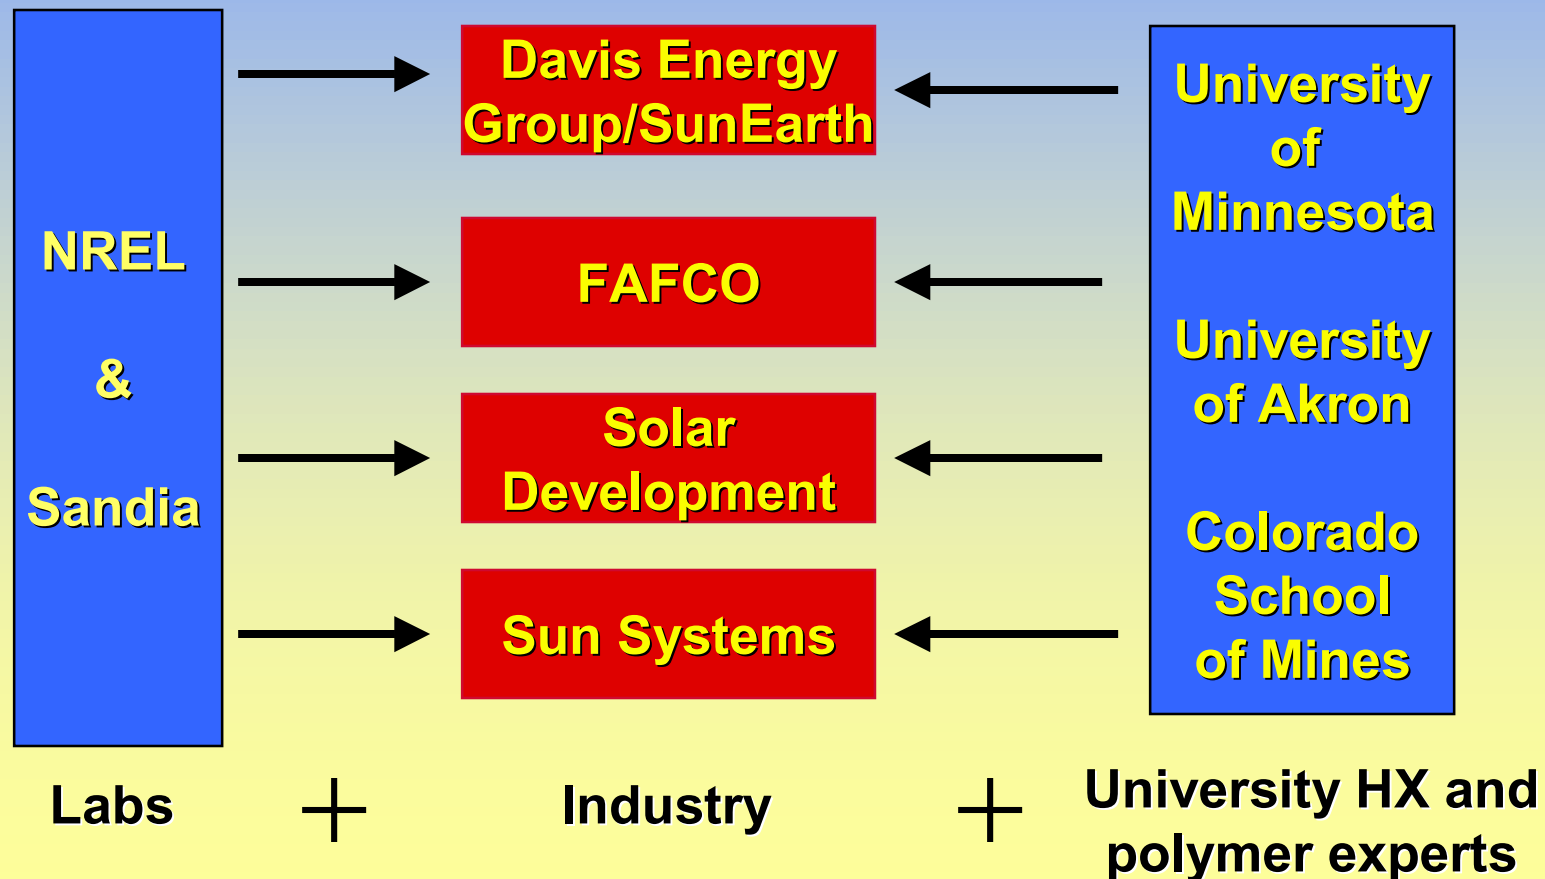 NREL
&
Sandia
Davis Energy
Group/SunEarth
FAFCO
Solar
Development
Sun Systems
University
of
Minnesota
University
of Akron
Colorado
School
of Mines
Labs
+
Industry
+
University HX and
polymer experts